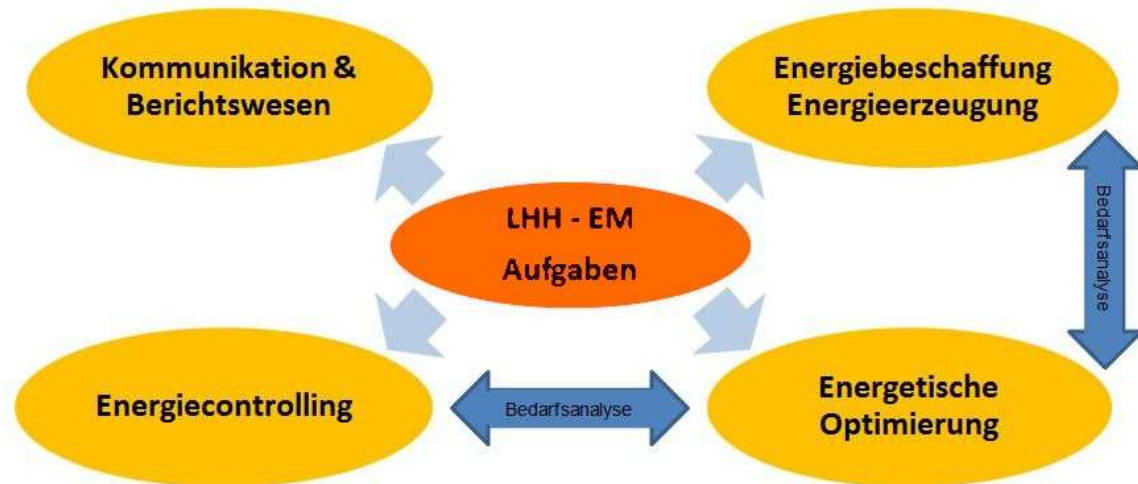 Kommunikation &
Berichtswesen
Energiebeschaffung
Energieerzeugung
LHH - EM
Aufgaben
Bedarfsanalyse
Energiecontrolling
Bedarfsanalyse
Energetische
Optimierung